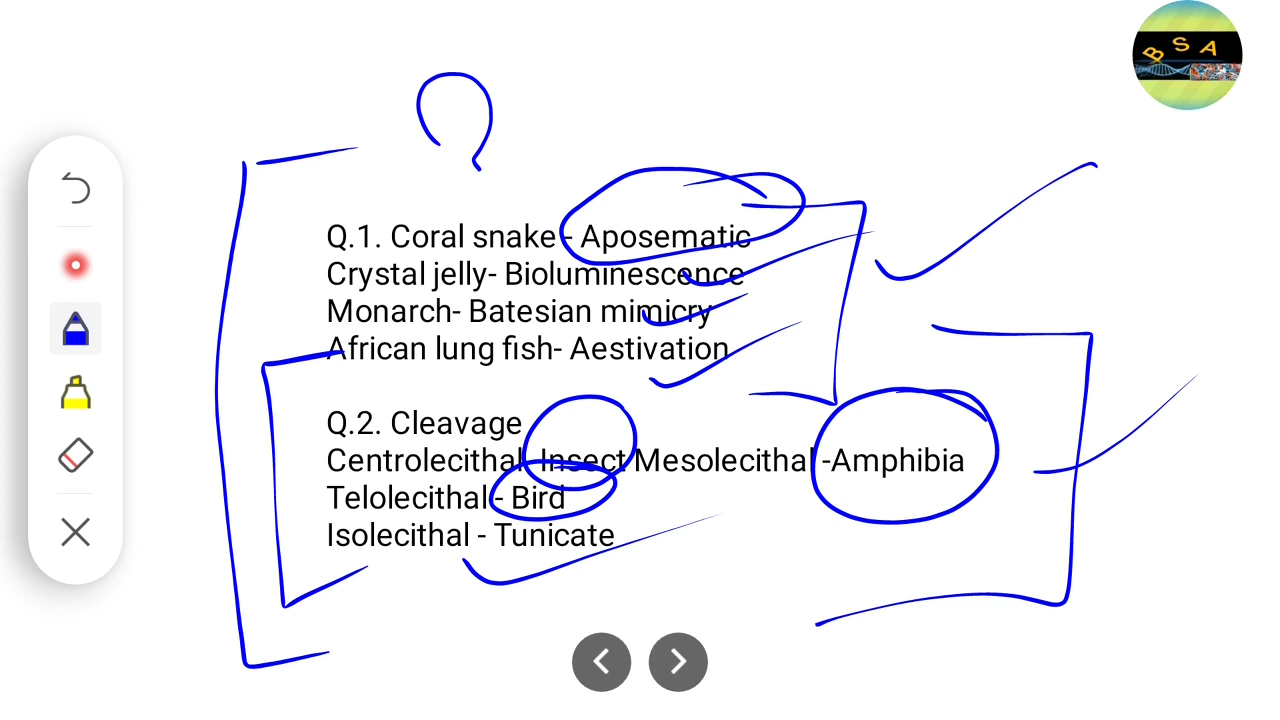 B S A
Q.1. Coral snake - Aposematic
Crystal jelly- Bioluminescence
Monarch- Batesian mimicry
African lung fish- Aestivation
Q.2. Cleavage
Centrolecithal- Insect Mesolecithal -Amphibia
Telolecithal - Bird
Isolecithal - Tunicate